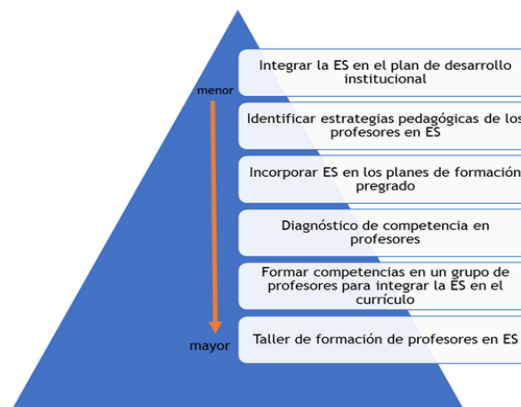 Integrar la ES en el plan de desarrollo
institucional
menor
Identificar estrategias pedagógicas de los
profesores en ES
Incorporar ES en los planes de formación
pregrado
Diagnóstico de competencia en
profesores
Formar competencias en un grupo de
profesores para integrar la ES en el
currículo
mayor
Taller de formación de profesores en ES